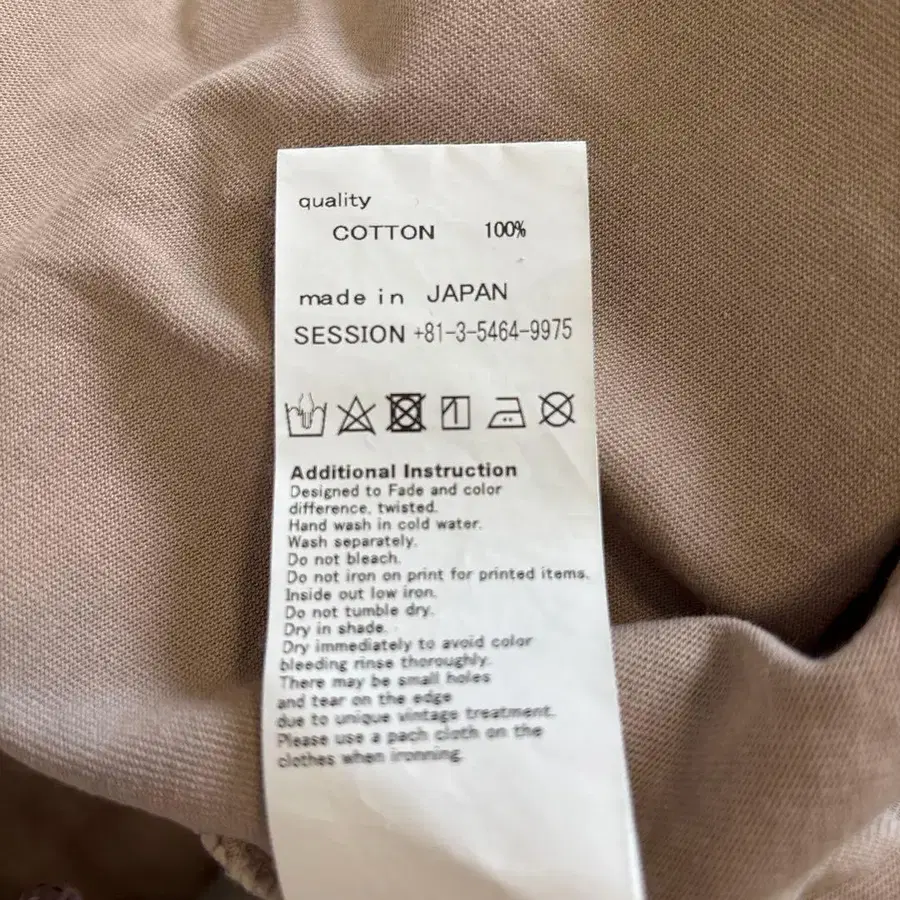 quality
COTTON 100%
made in JAPAN
SESSION +81-3-5464-9975
Additional Instruction
Designed to Fade and color
difference, twisted.
Hand wash in cold water.
Wash separately.
Do not bleach.
Do not iron on print for printed items.
Inside out low iron.
Do not tumble dry.
Dry in shade.
Dry immediately to avoid color
bleeding rinse thoroughly.
There may be small holes
and tear on the edge
due to unique vintage treatment.
Please use a pach cloth on the
clothes when ironning.